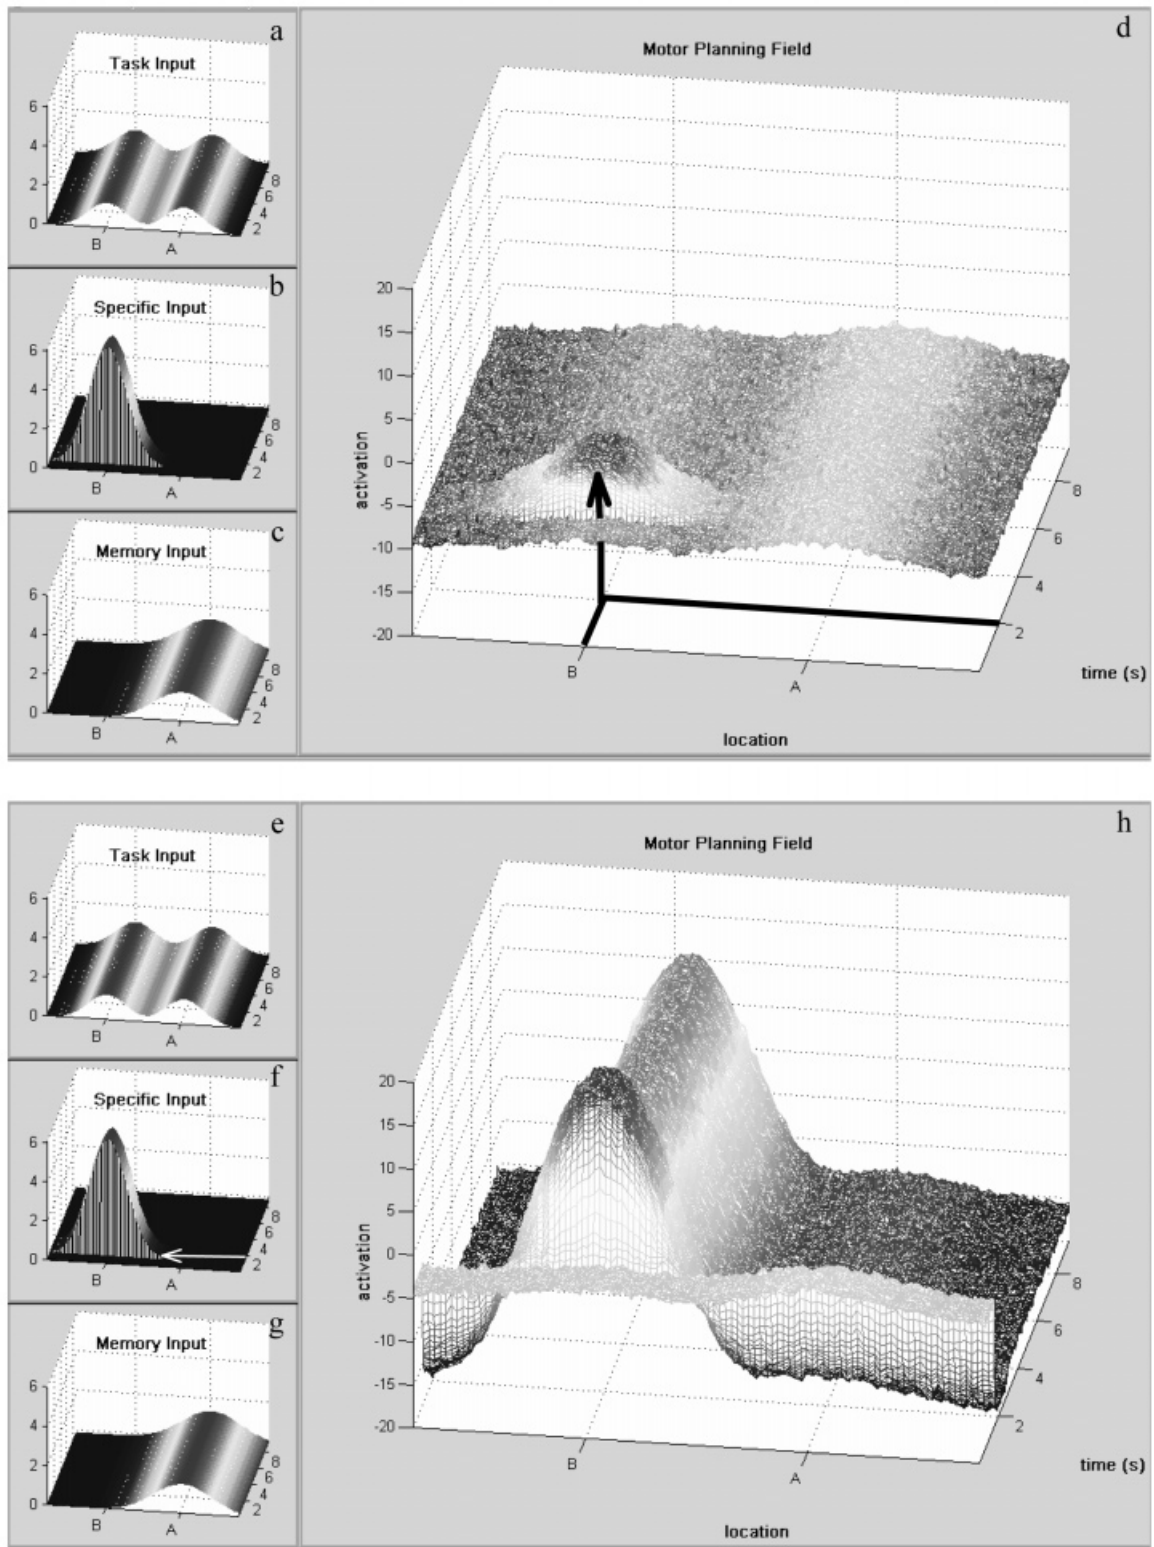 a
Task Input
6
4
2
0
8
6
4
2
B
A
b
Specific Input
6
4
2
0
8
6
4
2
B
A
c
Memory Input
6
4
2
0
8
6
4
2
B
A
d
Motor Planning Field
20
15
10
5
0
-5
-10
-15
-20
activation
8
6
4
2
B
A
time (s)
location
e
Task Input
6
4
2
0
8
6
4
2
B
A
f
Specific Input
6
4
2
0
8
6
4
2
B
A
g
Memory Input
6
4
2
0
8
6
4
2
B
A
h
Motor Planning Field
20
15
10
5
0
-5
-10
-15
-20
activation
8
6
4
2
B
A
time (s)
location